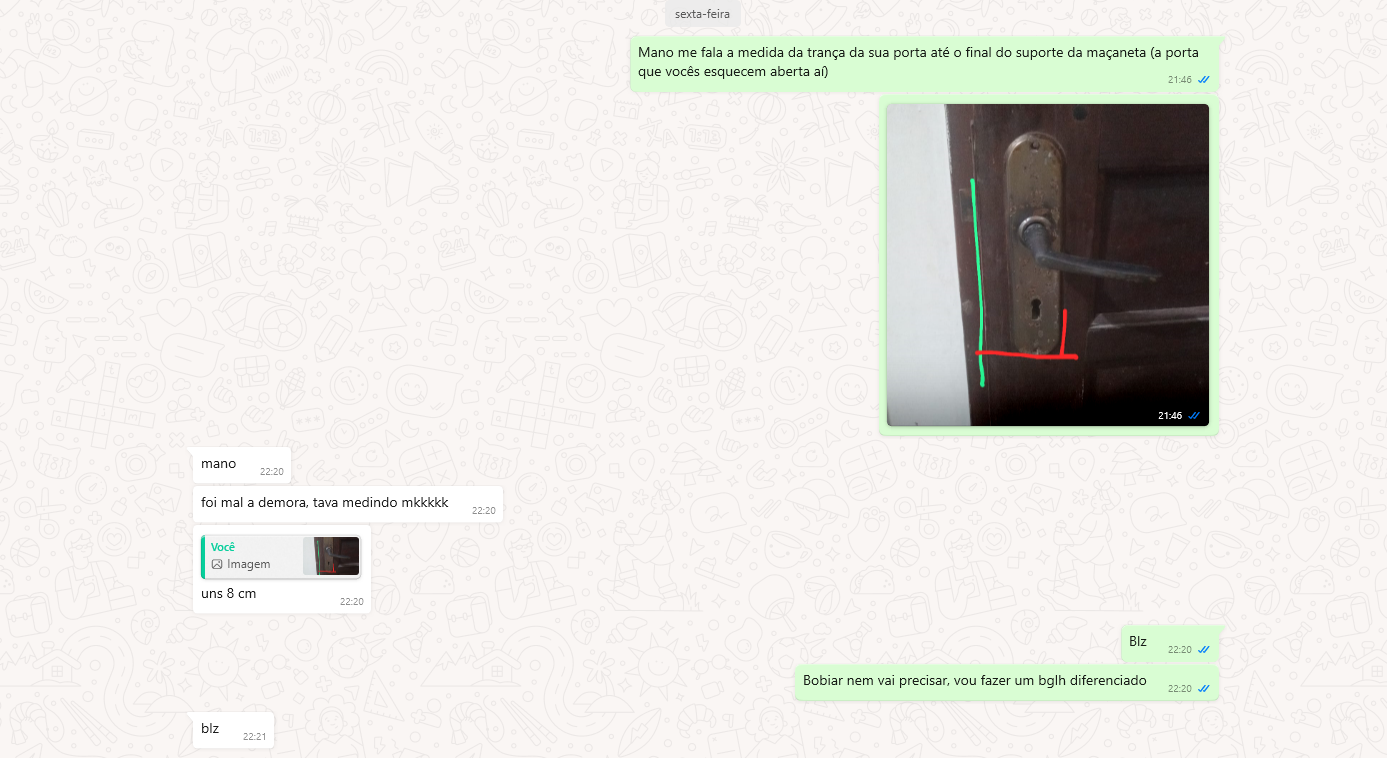 sexta-feira
Mano me fala a medida da trança da sua porta até o final do suporte da maçaneta (a porta
que vocês esquecem aberta aí)
21:46
21:46
mano
22:20
foi mal a demora, tava medindo mkkkkk
22:20
Você
Imagem
uns 8 cm
22:20
Blz
22:20
Bobiar nem vai precisar, vou fazer um bglh diferenciado
22:20
blz
22:21